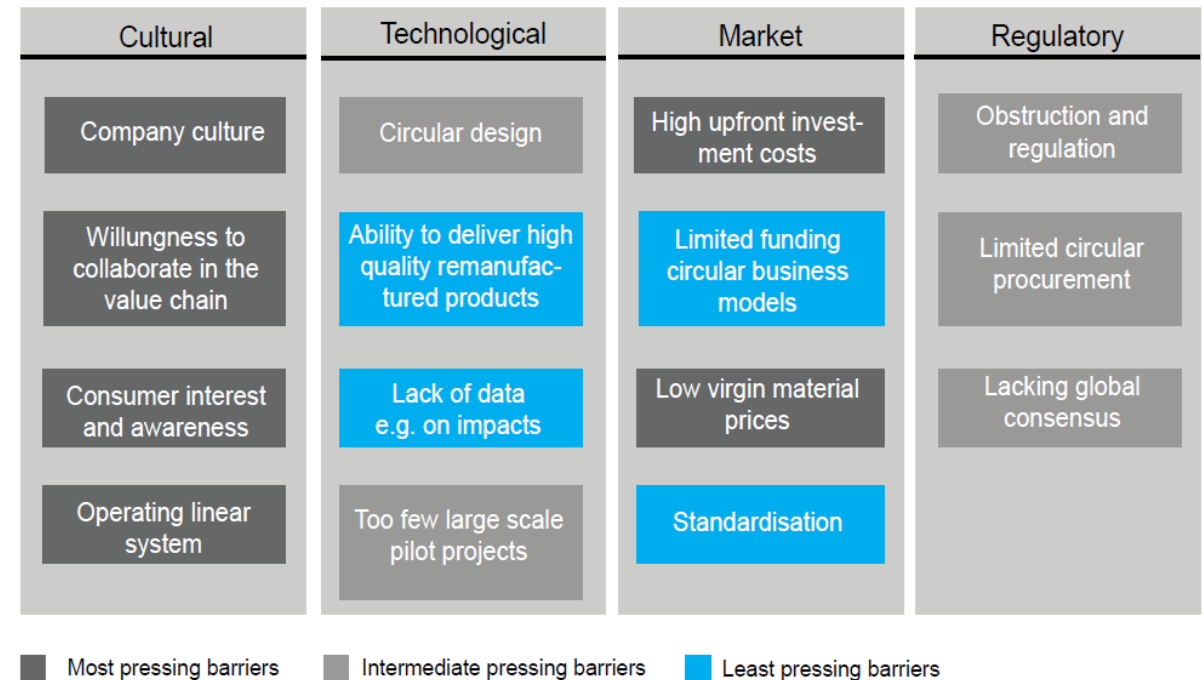 Cultural
Company culture
Willungness to
collaborate in the
value chain
Consumer interest
and awareness
Operating linear
system
Technological
Circular design
Ability to deliver high
quality remanufac-
tured products
Lack of data
e.g. on impacts
Too few large scale
pilot projects
Market
High upfront invest-
ment costs
Limited funding
circular business
models
Low virgin material
prices
Standardisation
Regulatory
Obstruction and
regulation
Limited circular
procurement
Lacking global
consensus
Most pressing barriers
Intermediate pressing barriers
Least pressing barriers